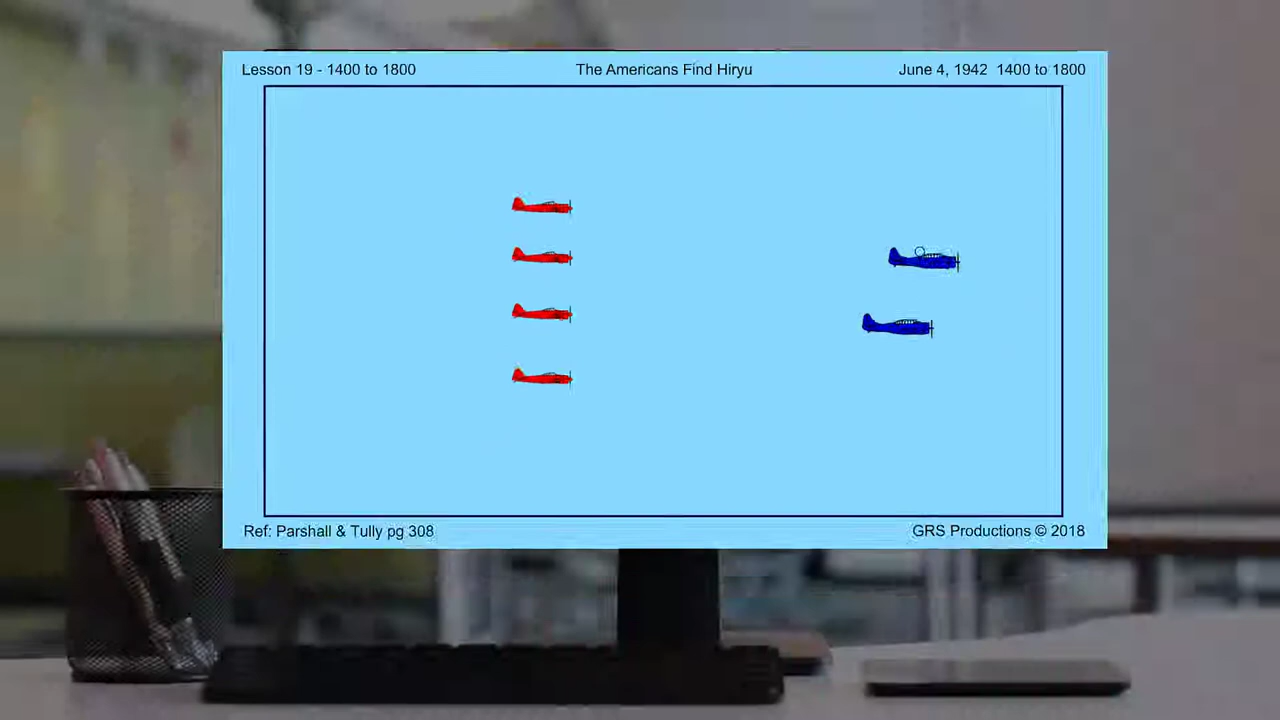 Lesson 19 - 1400 to 1800
The Americans Find Hiryu
June 4, 1942 1400 to 1800
Ref: Parshall & Tully pg 308
GRS Productions © 2018